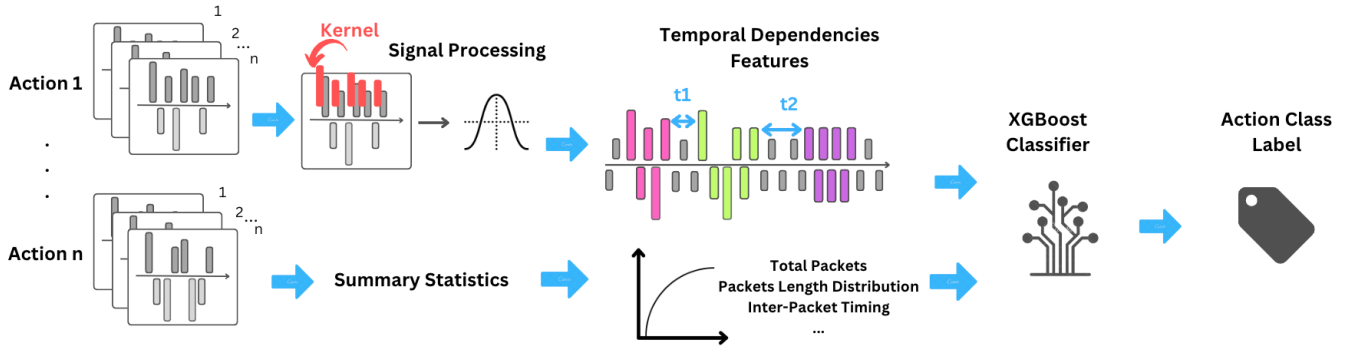 Action 1
1
2
...
n
Kernel
Signal Processing
Temporal Dependencies
Features
t1
t2
XGBoost
Classifier
Action Class
Label
.
.
.
Action n
1
2...
n
Summary Statistics
Total Packets
Packets Length Distribution
Inter-Packet Timing
...